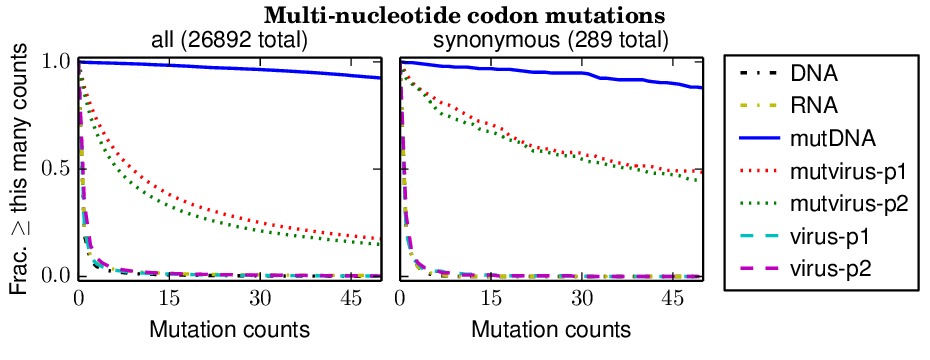 Multi-nucleotide codon mutations
all (26892 total)
synonymous (289 total)
Frac. ≥ this many counts
1.0
0.5
0.0
0 15 30 45
0 15 30 45
Mutation counts
Mutation counts
DNA
RNA
mutDNA
mutvirus-p1
mutvirus-p2
virus-p1
virus-p2